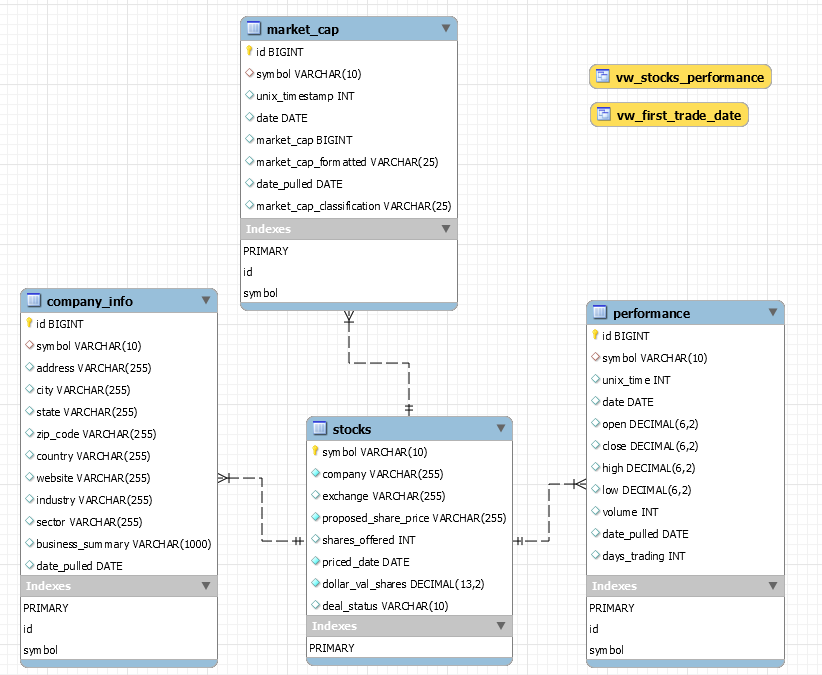 market_cap
id BIGINT
symbol VARCHAR(10)
unix_timestamp INT
date DATE
market_cap BIGINT
market_cap_formatted VARCHAR(25)
date_pulled DATE
market_cap_classification VARCHAR(25)
Indexes
PRIMARY
id
symbol
vw_stocks_performance
vw_first_trade_date
company_info
id BIGINT
symbol VARCHAR(10)
address VARCHAR(255)
city VARCHAR(255)
state VARCHAR(255)
zip_code VARCHAR(255)
country VARCHAR(255)
website VARCHAR(255)
industry VARCHAR(255)
sector VARCHAR(255)
business_summary VARCHAR(1000)
date_pulled DATE
Indexes
PRIMARY
id
symbol
stocks
symbol VARCHAR(10)
company VARCHAR(255)
exchange VARCHAR(255)
proposed_share_price VARCHAR(255)
shares_offered INT
priced_date DATE
dollar_val_shares DECIMAL(13,2)
deal_status VARCHAR(10)
Indexes
PRIMARY
performance
id BIGINT
symbol VARCHAR(10)
unix_time INT
date DATE
open DECIMAL(6,2)
close DECIMAL(6,2)
high DECIMAL(6,2)
low DECIMAL(6,2)
volume INT
date_pulled DATE
days_trading INT
Indexes
PRIMARY
id
symbol